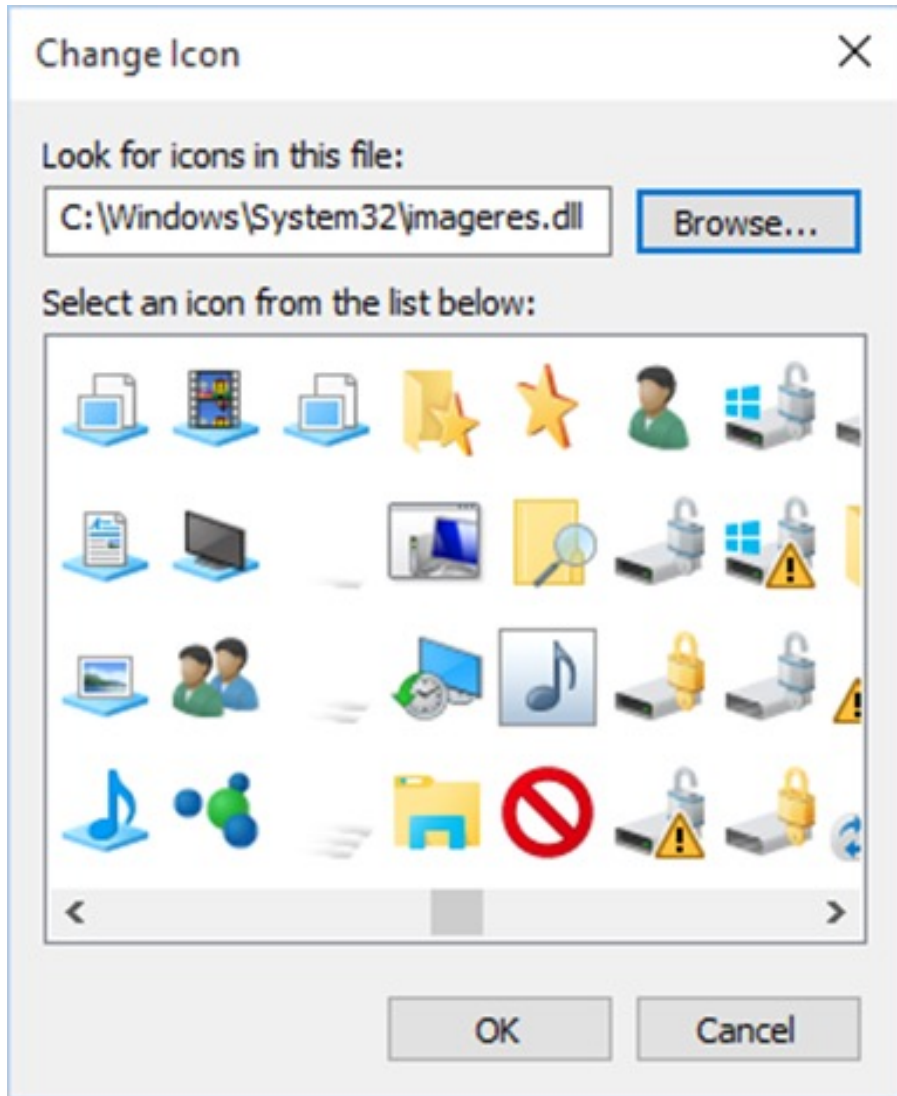 Change Icon
Look for icons in this file:
C:\Windows\System32\imageres.dll
Browse...
Select an icon from the list below:
OK
Cancel